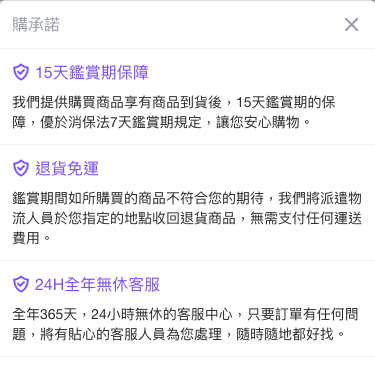 購承諾
15天鑑賞期保障
我們提供購買商品享有商品到貨後，15天鑑賞期的保
障，優於消保法7天鑑賞期規定，讓您安心購物。
退貨免運
鑑賞期間如所購買的商品不符合您的期待，我們將派遣物
流人員於您指定的地點收回退貨商品，無需支付任何運送
費用。
24H全年無休客服
全年365天，24小時無休的客服中心，只要訂單有任何問
題，將有貼心的客服人員為您處理，隨時隨地都好找。